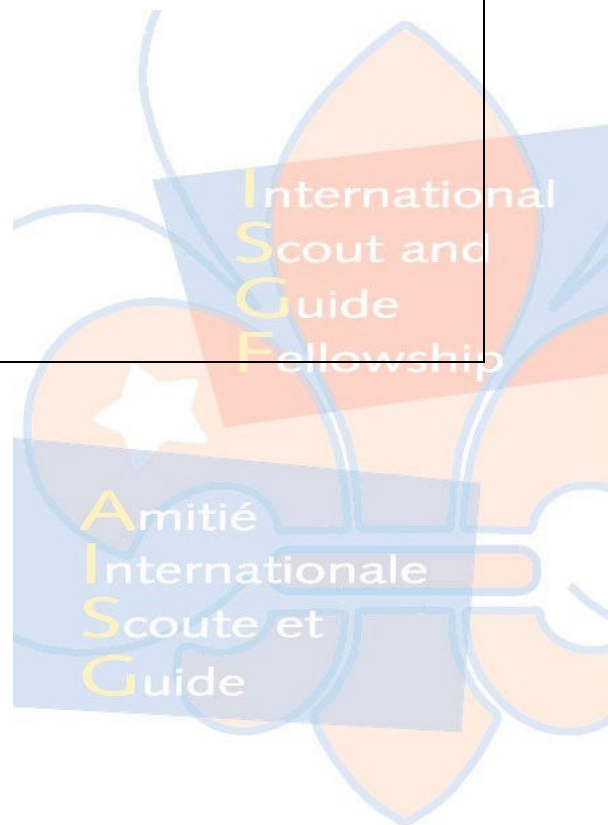 International
Scout and
Guide
Fellowship
Amitié
Internationale
Scoute et
Guide